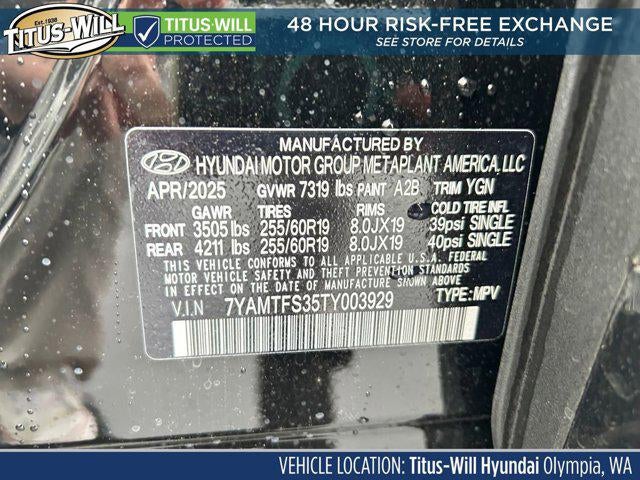 Est. 1938
TITUS-WILL
TITUS-WILL
PROTECTED
48 HOUR RISK-FREE EXCHANGE
SEE STORE FOR DETAILS
MANUFACTURED BY
HYUNDAI MOTOR GROUP METAPLANT AMERICA, LLC
APR/2025 GVWR 7319 lbs PAINT A2B TRIM YGN
GAWR TIRES RIMS COLD TIRE INFL
FRONT 3505 lbs 255/60R19 8.0JX19 39psi SINGLE
REAR 4211 lbs 255/60R19 8.0JX19 40psi SINGLE
THIS VEHICLE CONFORMS TO ALL APPLICABLE U.S.A. FEDERAL
MOTOR VEHICLE SAFETY AND THEFT PREVENTION STANDARDS
IN EFFECT ON THE DATE OF MANUFACTURE SHOWN ABOVE.
V.I.N 7YAMTFS35TY003929 TYPE: MPV
VEHICLE LOCATION: Titus-Will Hyundai Olympia, WA